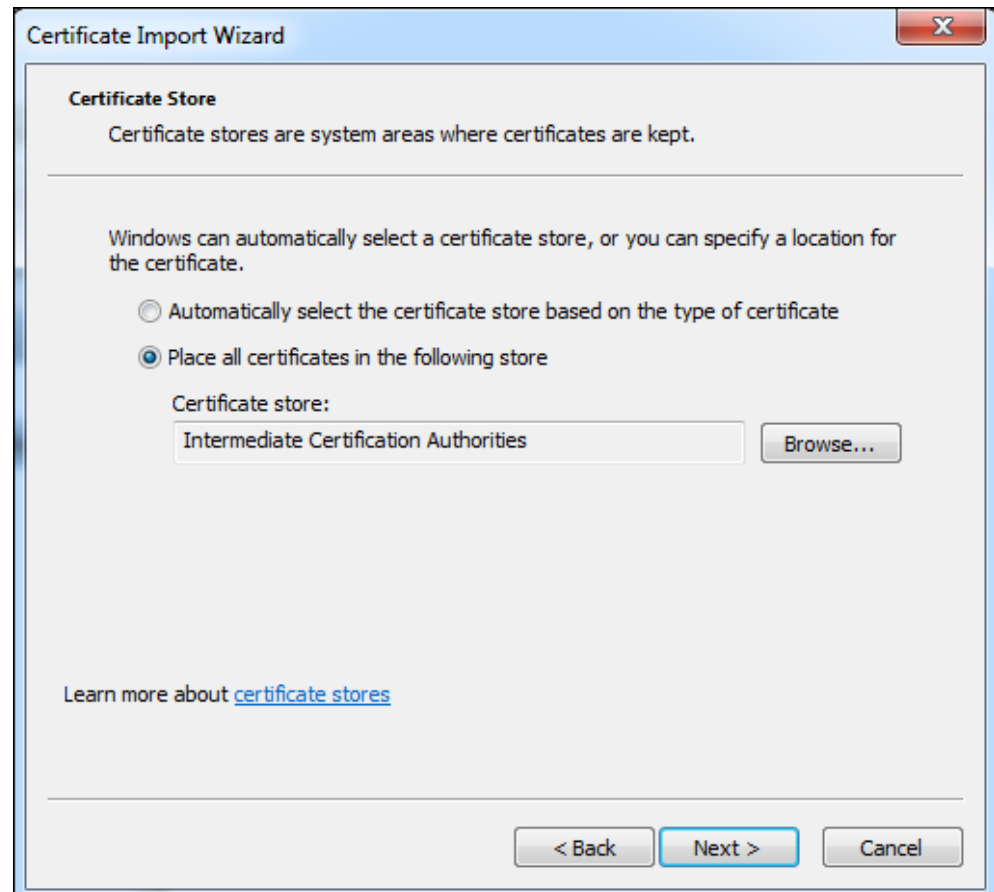 Certificate Import Wizard
Certificate Store
Certificate stores are system areas where certificates are kept.
Windows can automatically select a certificate store, or you can specify a location for
the certificate.
Automatically select the certificate store based on the type of certificate
Place all certificates in the following store
Certificate store:
Intermediate Certification Authorities
Browse...
Learn more about certificate stores
< Back
Next >
Cancel